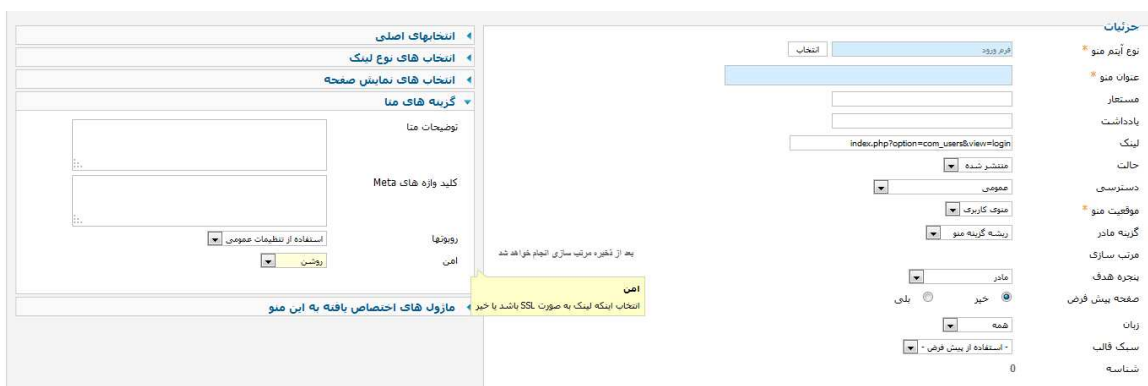 جزئیات
نوع آیتم منو * فرم ورود انتخاب
عنوان منو *
مستعار
یادداشت
لینک index.php?option=com_users&view=login
حالت منتشر شده
دسترسی عمومی
موقعیت منو * منوی کاربری
گزینه مادر ریشه گزینه منو
مرتب سازی بعد از ذخیره مرتب سازی انجام خواهد شد
پنجره هدف مادر
صفحه پیش فرض خیر بلی
زبان همه
سبک قالب - استفاده از پیش فرض -
شناسه 0
انتخابهای اصلی
انتخاب های نوع لینک
انتخاب های نمایش صفحه
گزینه های متا
توضیحات متا
کلید واژه های Meta
روبوتها استفاده از تنظیمات عمومی
امن روشن
امن
انتخاب اینکه لینک به صورت SSL باشد یا خیر
ماژول های اختصاص یافته به این منو